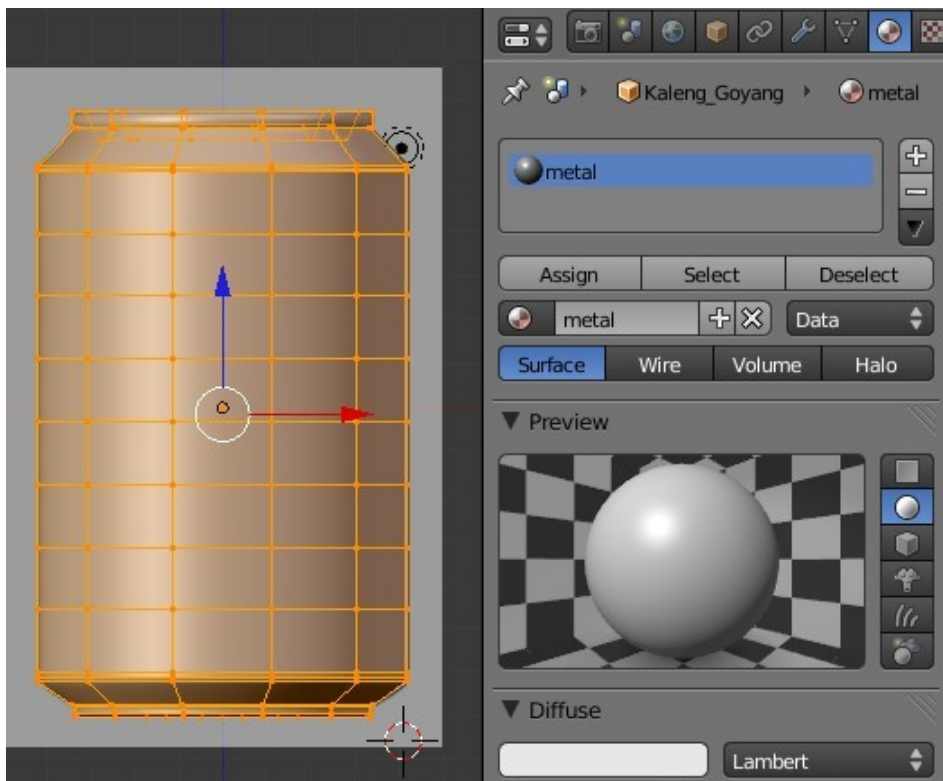 Kaleng_Goyang metal
metal
Assign Select Deselect
metal Data
Surface Wire Volume Halo
Preview
Diffuse
Lambert